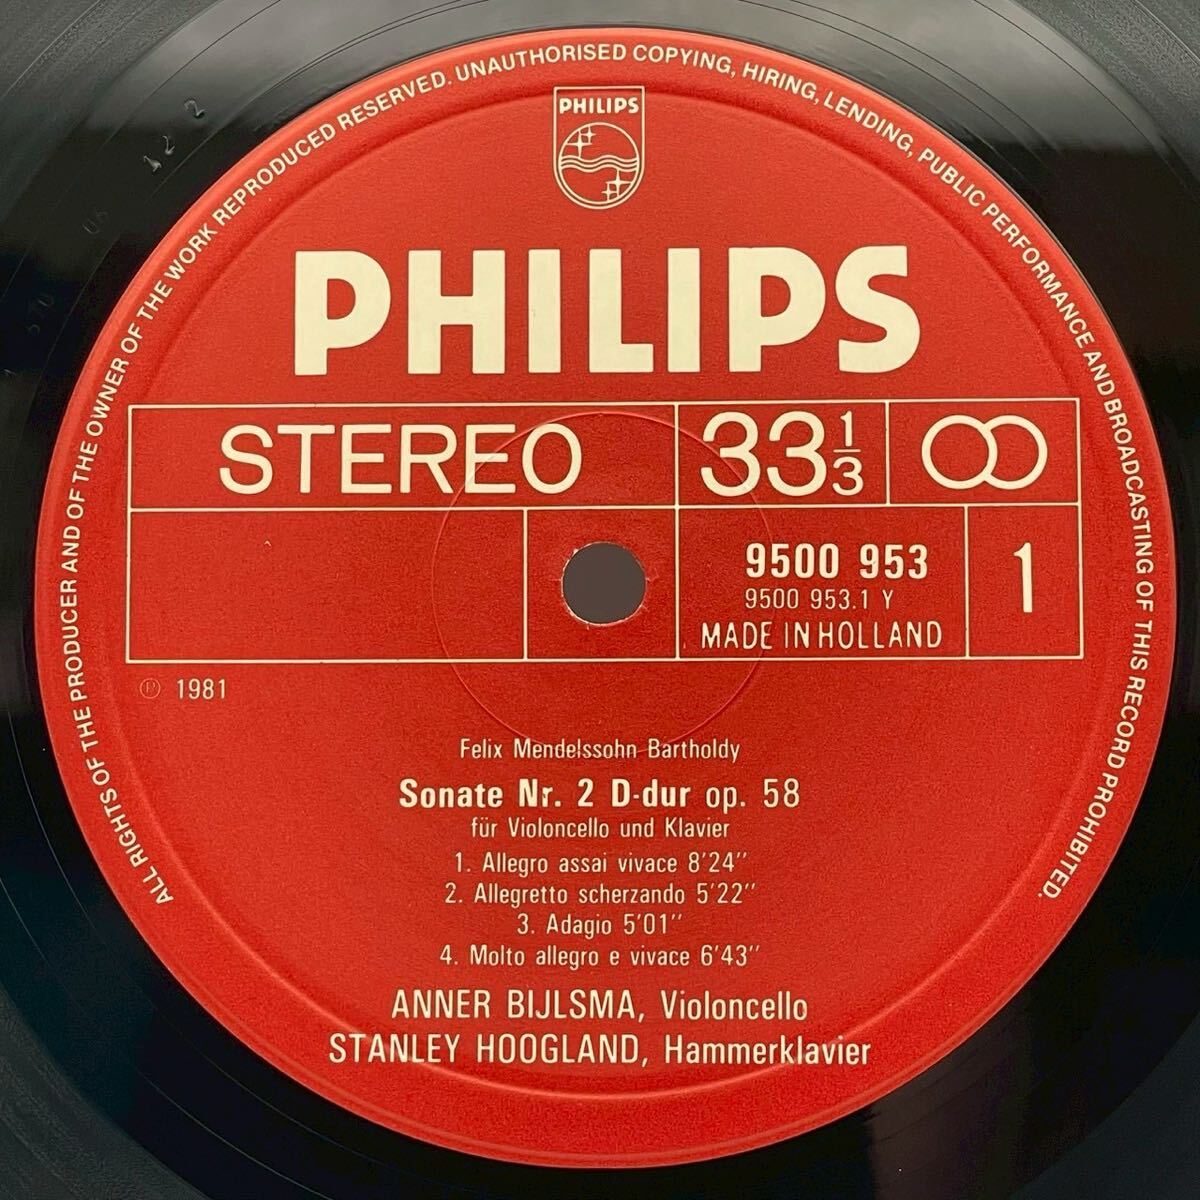 ALL RIGHTS OF THE PRODUCER AND OF THE OWNER OF THE WORK REPRODUCED RESERVED. UNAUTHORISED COPYING, HIRING, LENDING, PUBLIC PERFORMANCE AND BROADCASTING OF THIS RECORD PROHIBITED.
PHILIPS
PHILIPS
STEREO 33 1/3
9500 953 1
9500 953.1 Y
MADE IN HOLLAND
℗ 1981
Felix Mendelssohn Bartholdy
Sonate Nr. 2 D-dur op. 58
für Violoncello und Klavier
1. Allegro assai vivace 8'24''
2. Allegretto scherzando 5'22''
3. Adagio 5'01''
4. Molto allegro e vivace 6'43''
ANNER BIJLSMA, Violoncello
STANLEY HOOGLAND, Hammerklavier